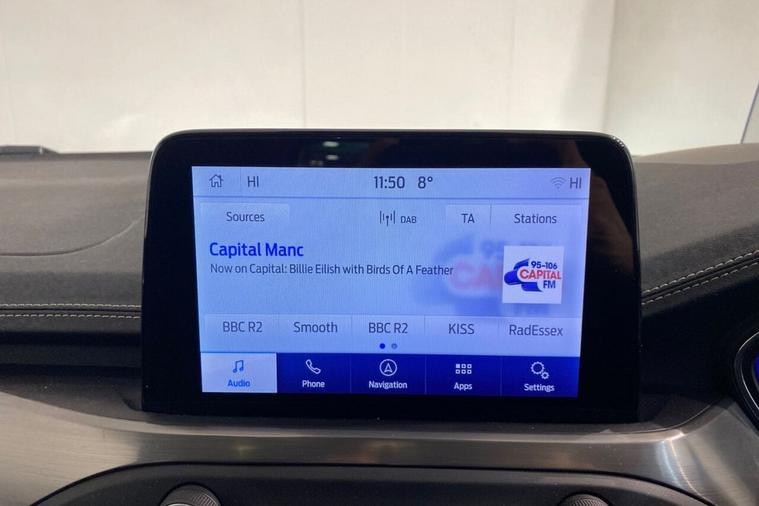 HI 11:50 8° HI
Sources DAB TA Stations
Capital Manc
Now on Capital: Billie Eilish with Birds Of A Feather
95-106
CAPITAL
FM
BBC R2 Smooth BBC R2 KISS RadEssex
Audio Phone Navigation Apps Settings